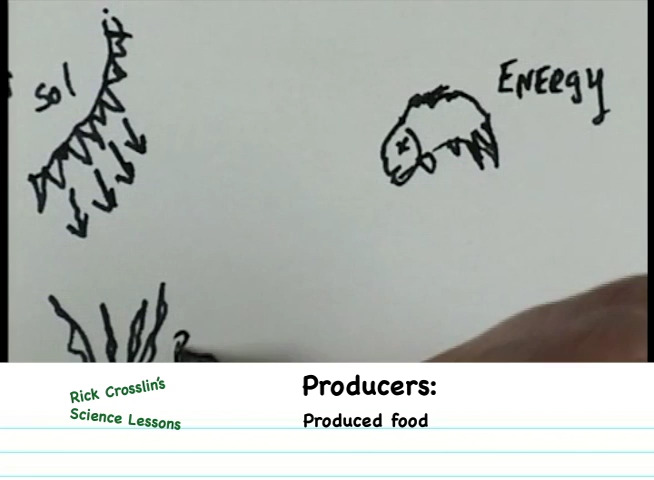 Sol
ENERgy
Rick Crosslin's
Science Lessons
Producers:
Produced food